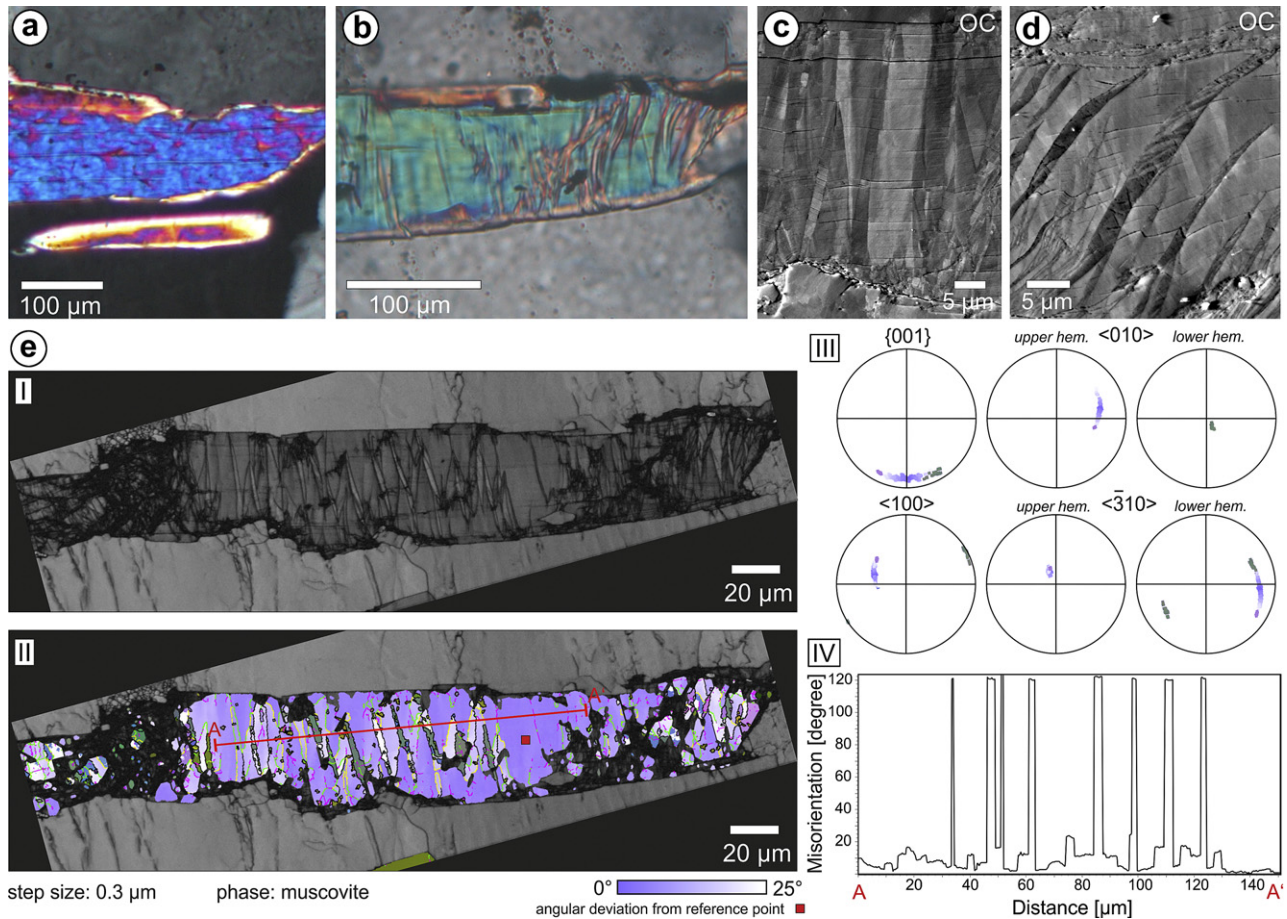 a
b
c
OC
d
OC
100 µm
100 µm
5 µm
5 µm
e
I
20 µm
II
A
A'
20 µm
step size: 0.3 µm
phase: muscovite
0°
25°
angular deviation from reference point
III
{001}
upper hem.
<010>
lower hem.
<100>
upper hem.
<3̅10>
lower hem.
IV
Misorientation [degree]
120
100
80
60
40
20
A
20
40
60
80
100
120
140
A'
Distance [µm]